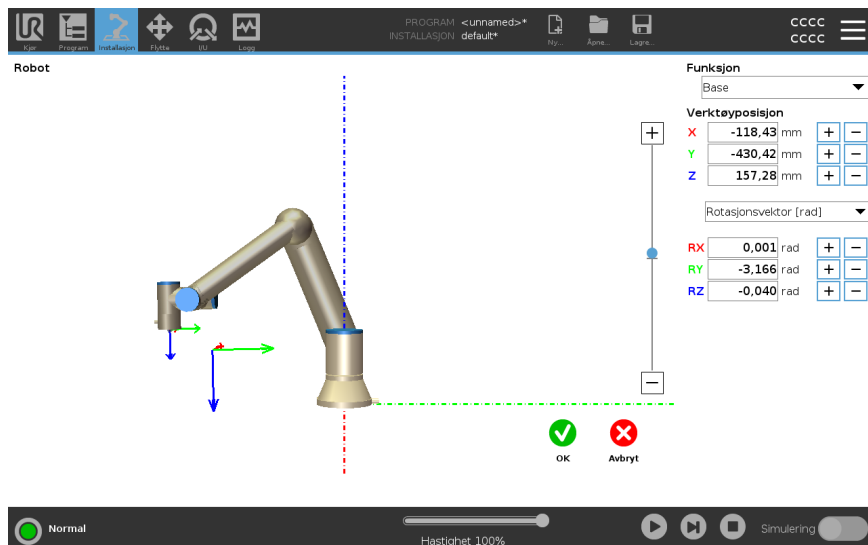 UR
PROGRAM <unnamed>*
INSTALLASJON default*
CCCC
CCCC
Kjør Program Installasjon Flytte I/U Logg Ny... Åpne... Lagre...
Robot
Funksjon
Base
Verktøyposisjon
X -118,43 mm + −
Y -430,42 mm + −
Z 157,28 mm + −
Rotasjonsvektor [rad]
RX 0,001 rad + −
RY -3,166 rad + −
RZ -0,040 rad + −
OK Avbryt
Normal
Hastighet 100%
Simulering